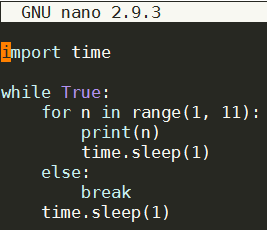 GNU nano 2.9.3
import time
while True:
    for n in range(1, 11):
        print(n)
        time.sleep(1)
    else:
        break
    time.sleep(1)